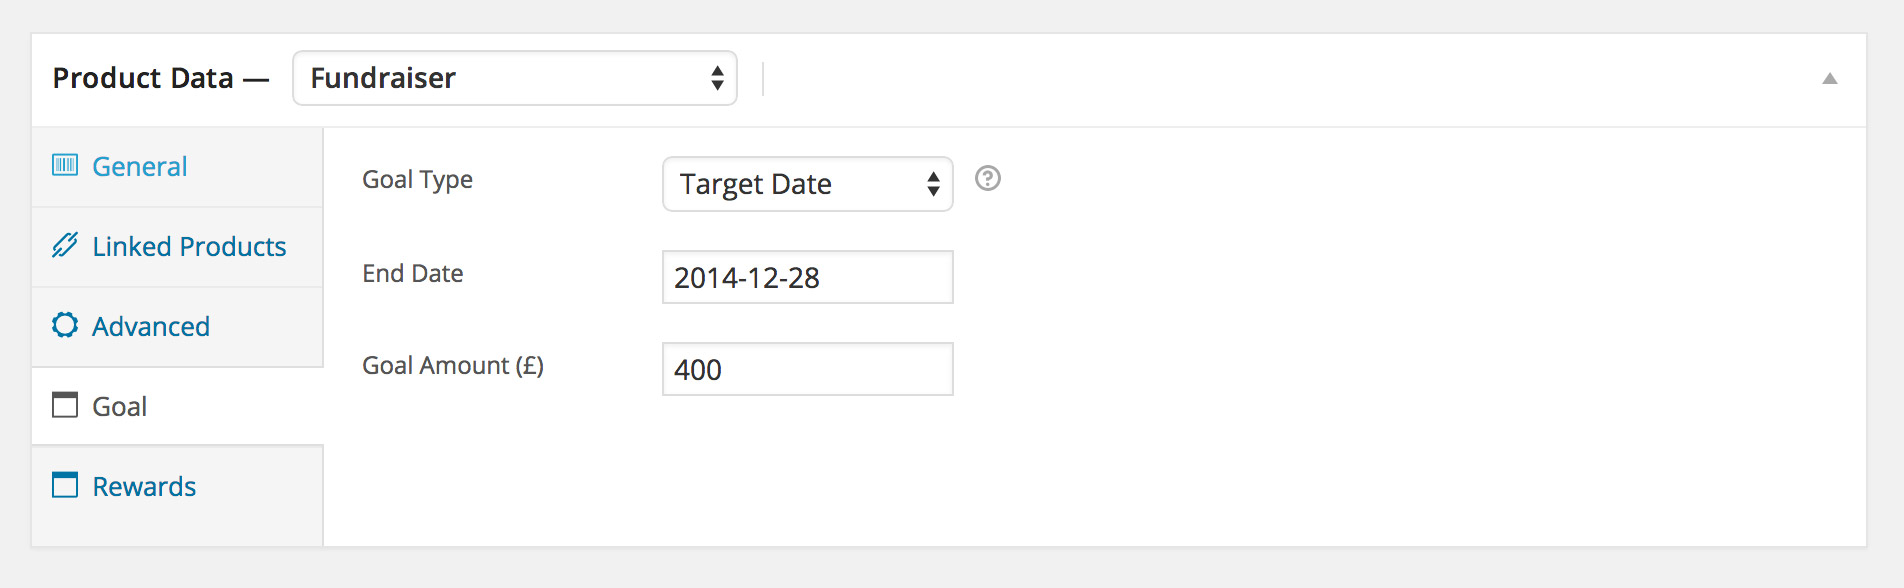 Product Data — Fundraiser
General
Linked Products
Advanced
Goal
Rewards
Goal Type Target Date ?
End Date 2014-12-28
Goal Amount (£) 400